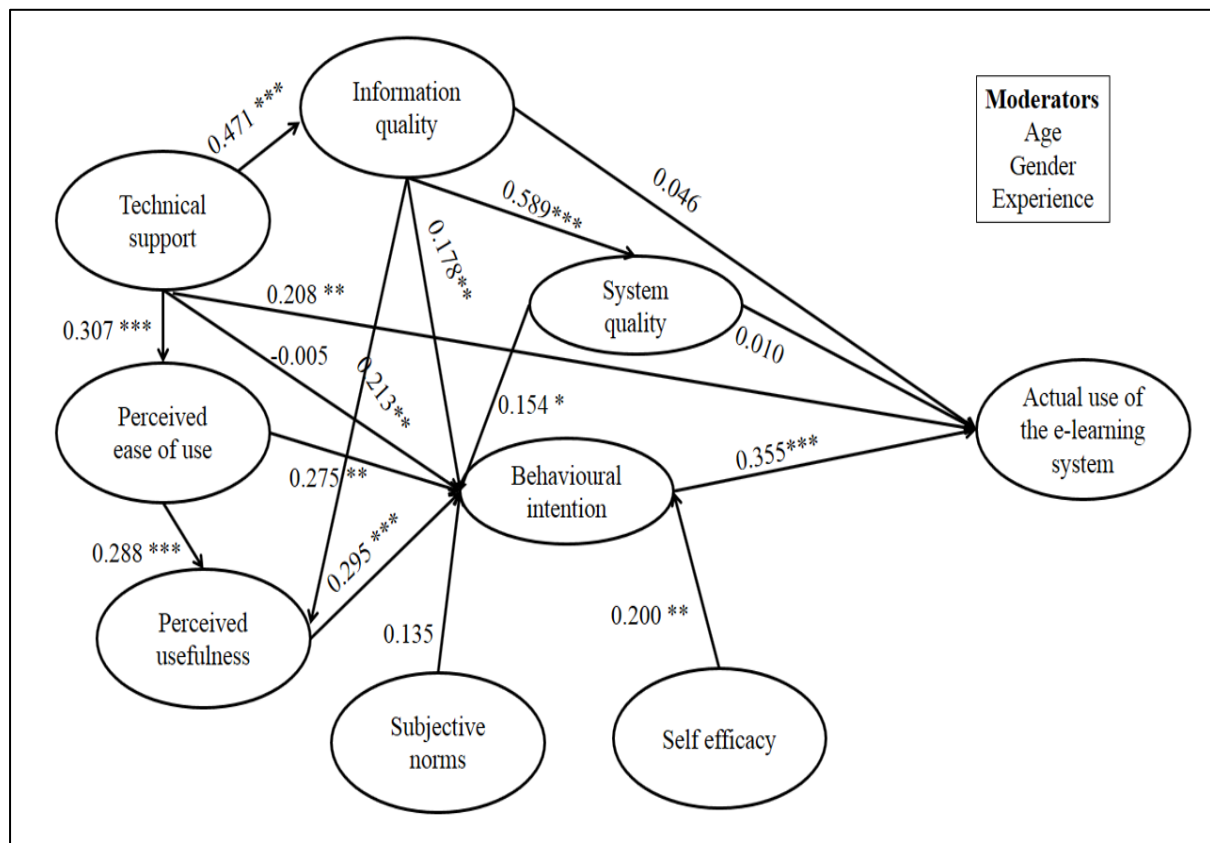 Information
quality
Moderators
Age
Gender
Experience
0.471 ***
Technical
support
0.046
0.589***
0.178**
0.208 **
System
quality
0.307 ***
-0.005
0.213**
0.010
Perceived
ease of use
0.154 *
Actual use of
the e-learning
system
0.275 **
Behavioural
intention
0.355***
0.288 ***
0.295 ***
Perceived
usefulness
0.135
0.200 **
Subjective
norms
Self efficacy